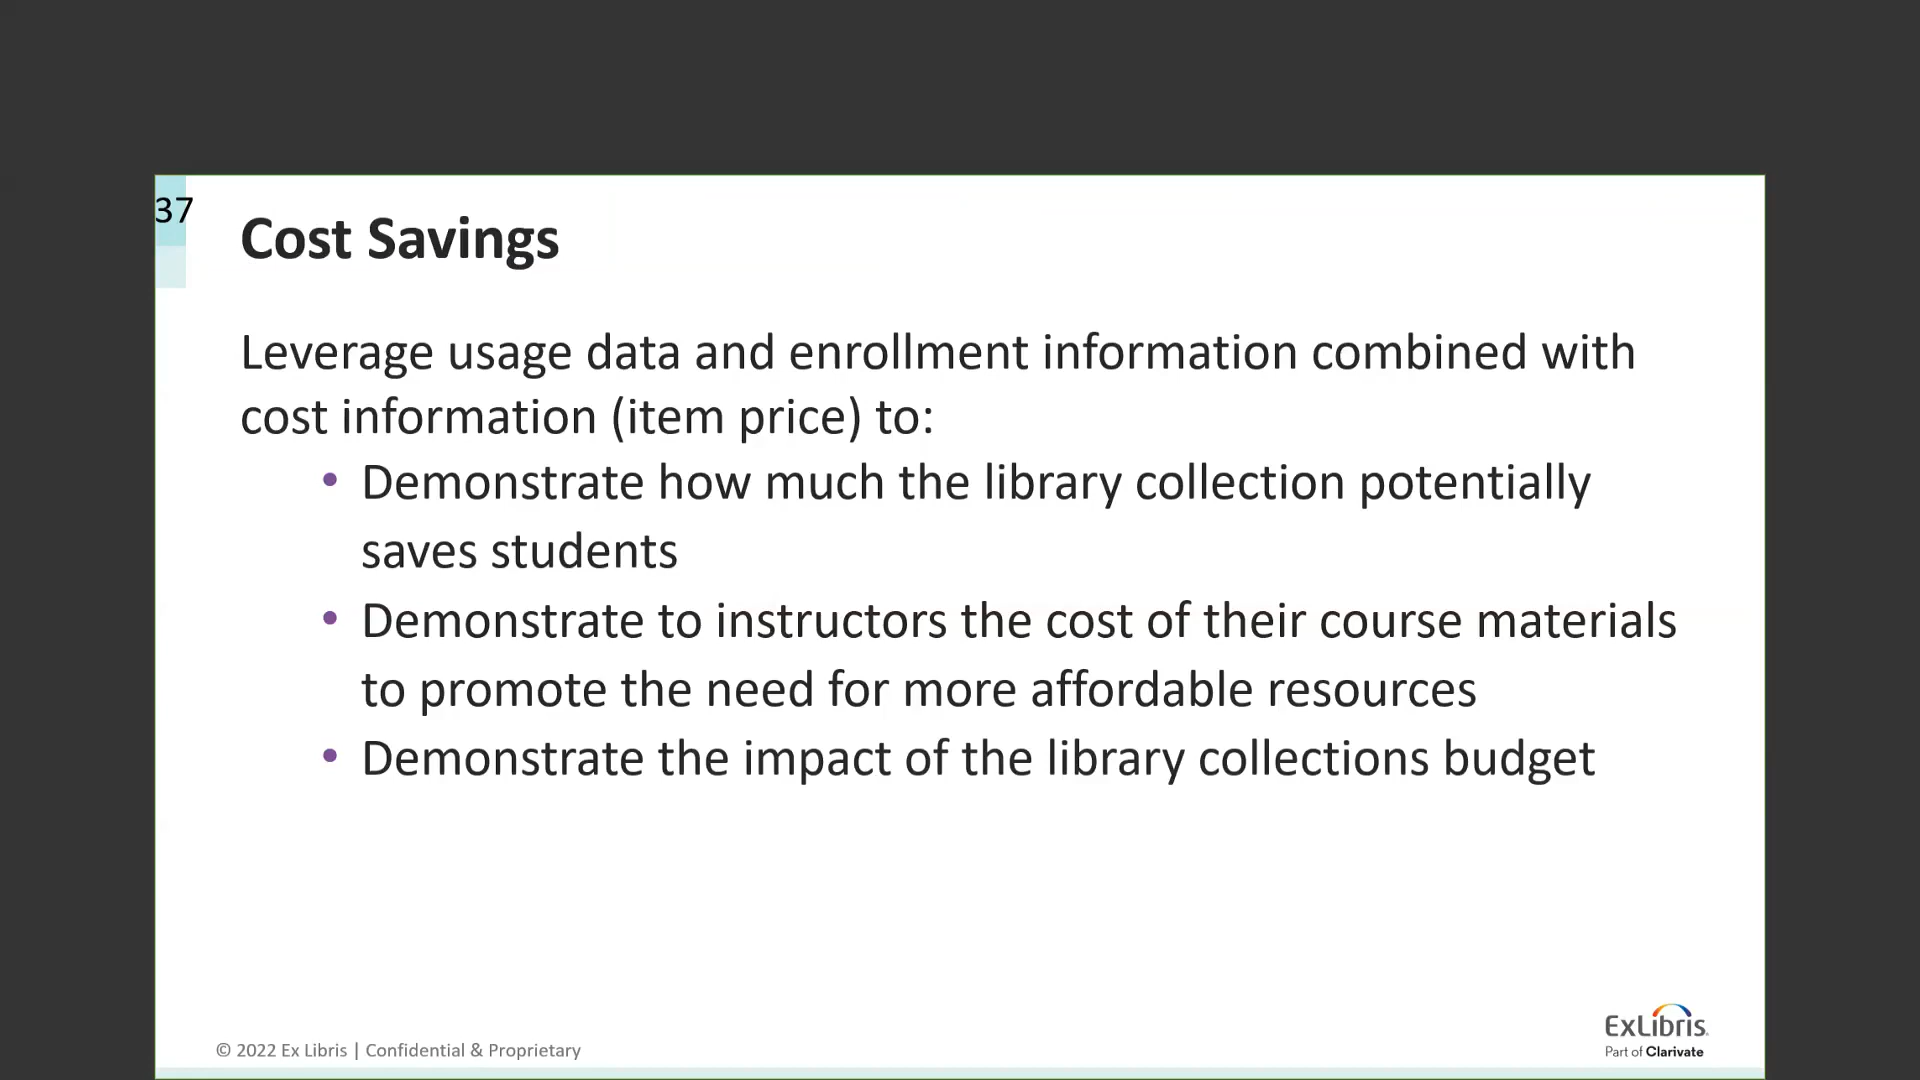 37
Cost Savings
Leverage usage data and enrollment information combined with
cost information (item price) to:
• Demonstrate how much the library collection potentially
saves students
• Demonstrate to instructors the cost of their course materials
to promote the need for more affordable resources
• Demonstrate the impact of the library collections budget
© 2022 Ex Libris | Confidential & Proprietary
ExLibris
Part of Clarivate